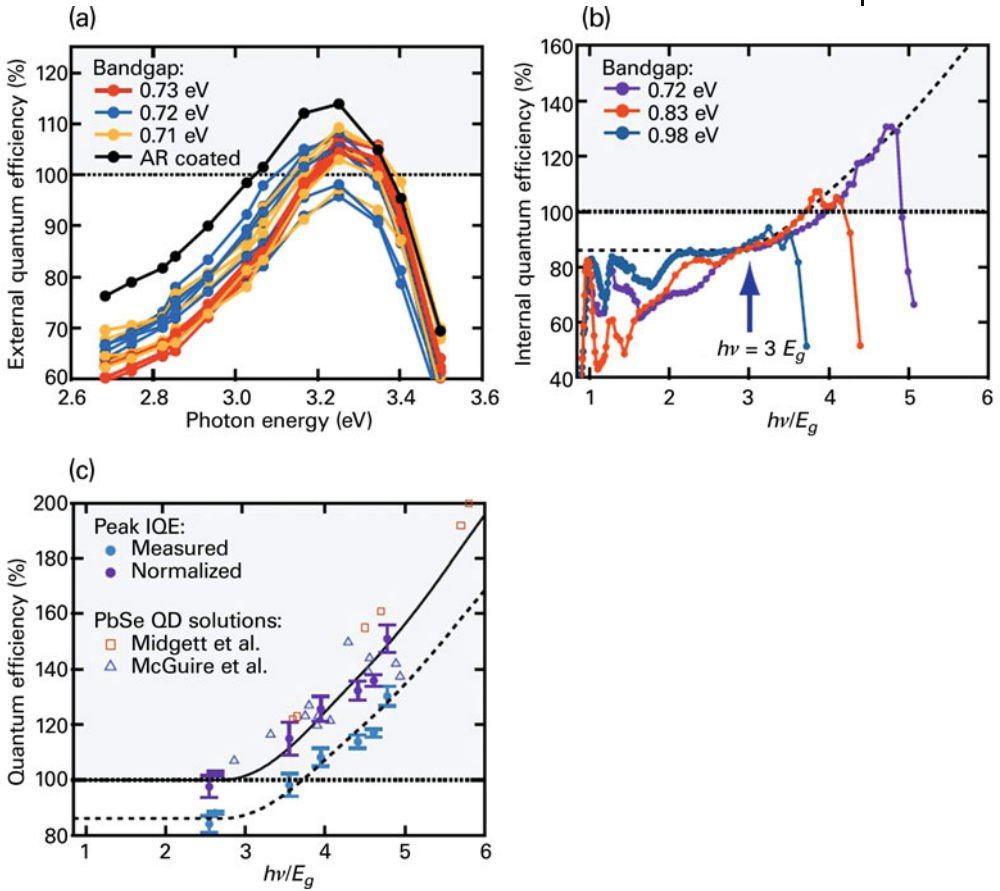 (a)
External quantum efficiency (%)
120
110
100
90
80
70
60
Bandgap:
0.73 eV
0.72 eV
0.71 eV
AR coated
2.6 2.8 3.0 3.2 3.4 3.6
Photon energy (eV)
(b)
Internal quantum efficiency (%)
160
140
120
100
80
60
40
Bandgap:
0.72 eV
0.83 eV
0.98 eV
hν = 3 Eg
1 2 3 4 5 6
hν/Eg
(c)
Quantum efficiency (%)
200
180
160
140
120
100
80
Peak IQE:
Measured
Normalized
PbSe QD solutions:
Midgett et al.
McGuire et al.
1 2 3 4 5 6
hν/Eg